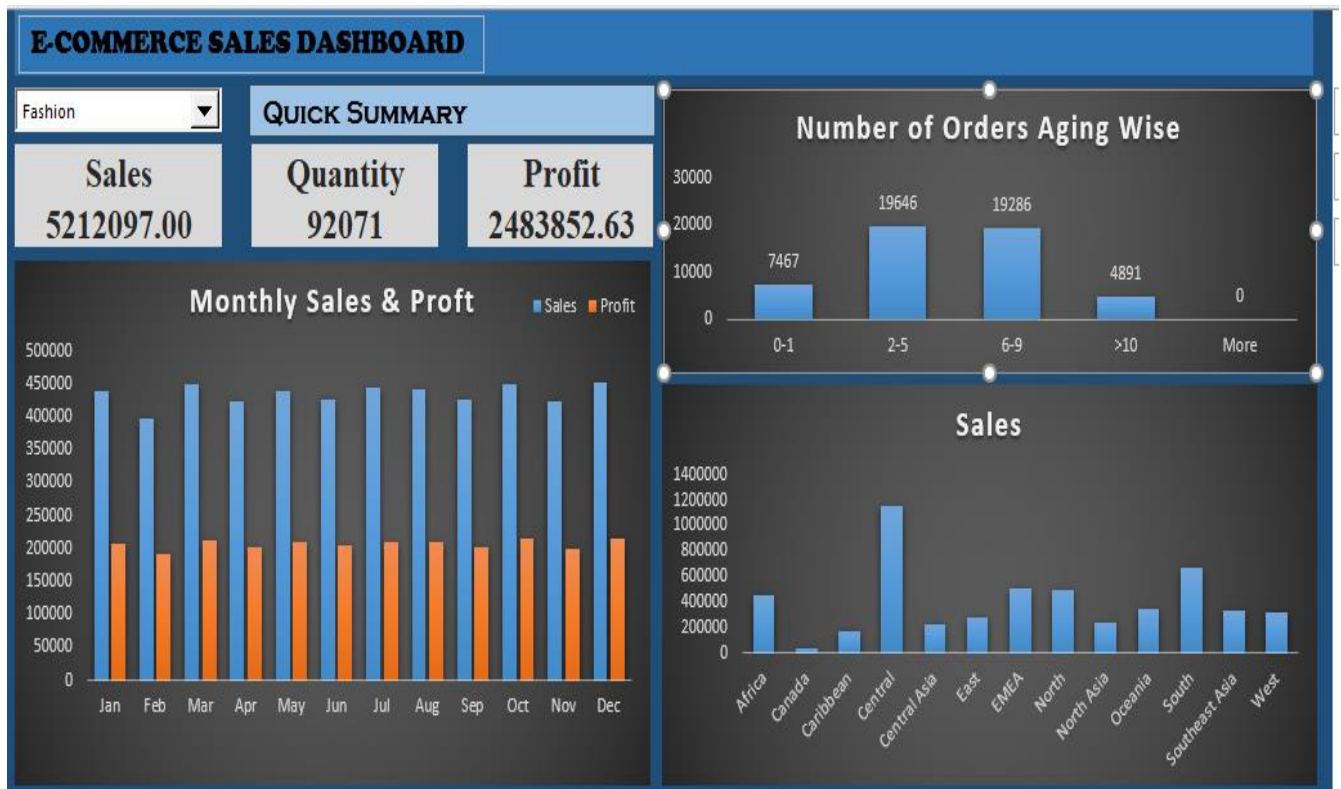 E-COMMERCE SALES DASHBOARD
Fashion
QUICK SUMMARY
Sales
5212097.00
Quantity
92071
Profit
2483852.63
Monthly Sales & Proft
Sales Profit
500000
450000
400000
350000
300000
250000
200000
150000
100000
50000
0
Jan Feb Mar Apr May Jun Jul Aug Sep Oct Nov Dec
Number of Orders Aging Wise
30000
20000
10000
0
7467 19646 19286 4891 0
0-1 2-5 6-9 >10 More
Sales
1400000
1200000
1000000
800000
600000
400000
200000
0
Africa Canada Caribbean Central Central Asia East EMEA North North Asia Oceania South Southeast Asia West